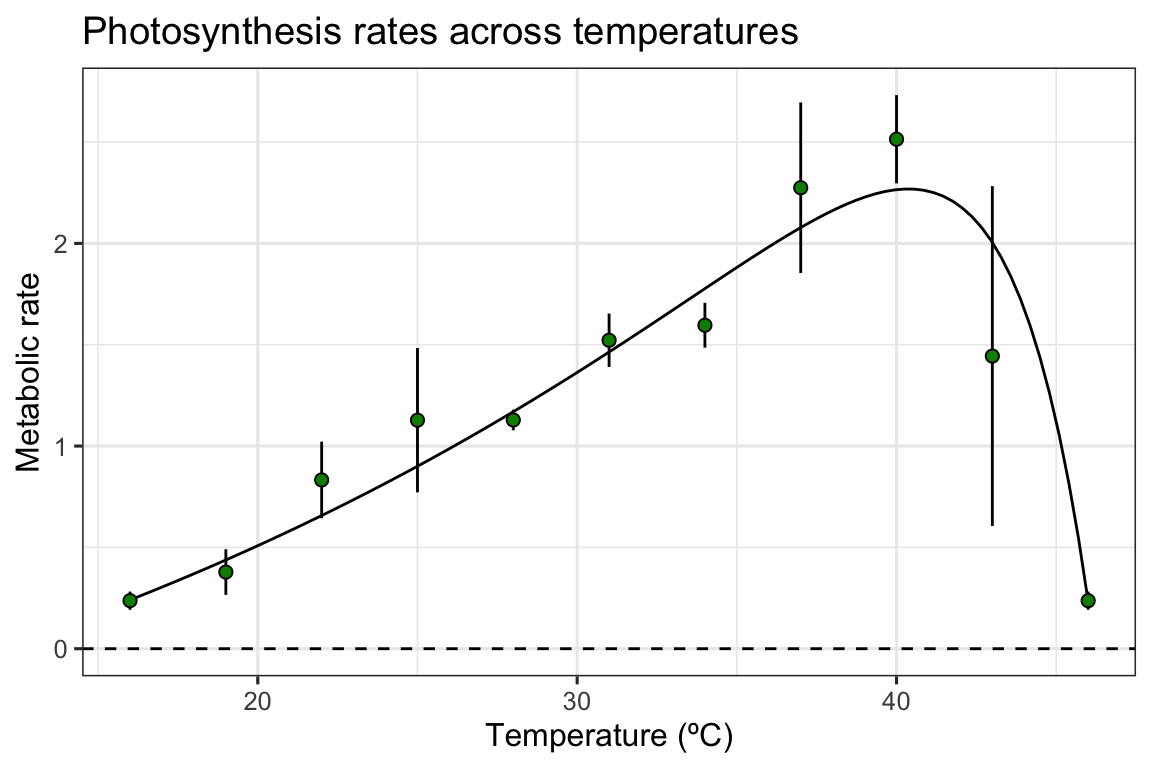 Photosynthesis rates across temperatures
Metabolic rate
2
1
0
20 30 40
Temperature (ºC)